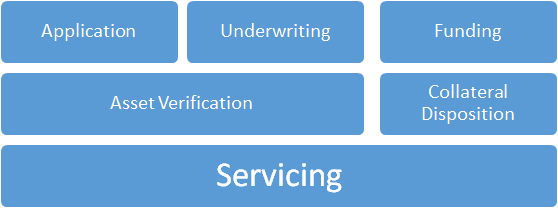 Application
Underwriting
Funding
Asset Verification
Collateral
Disposition
Servicing